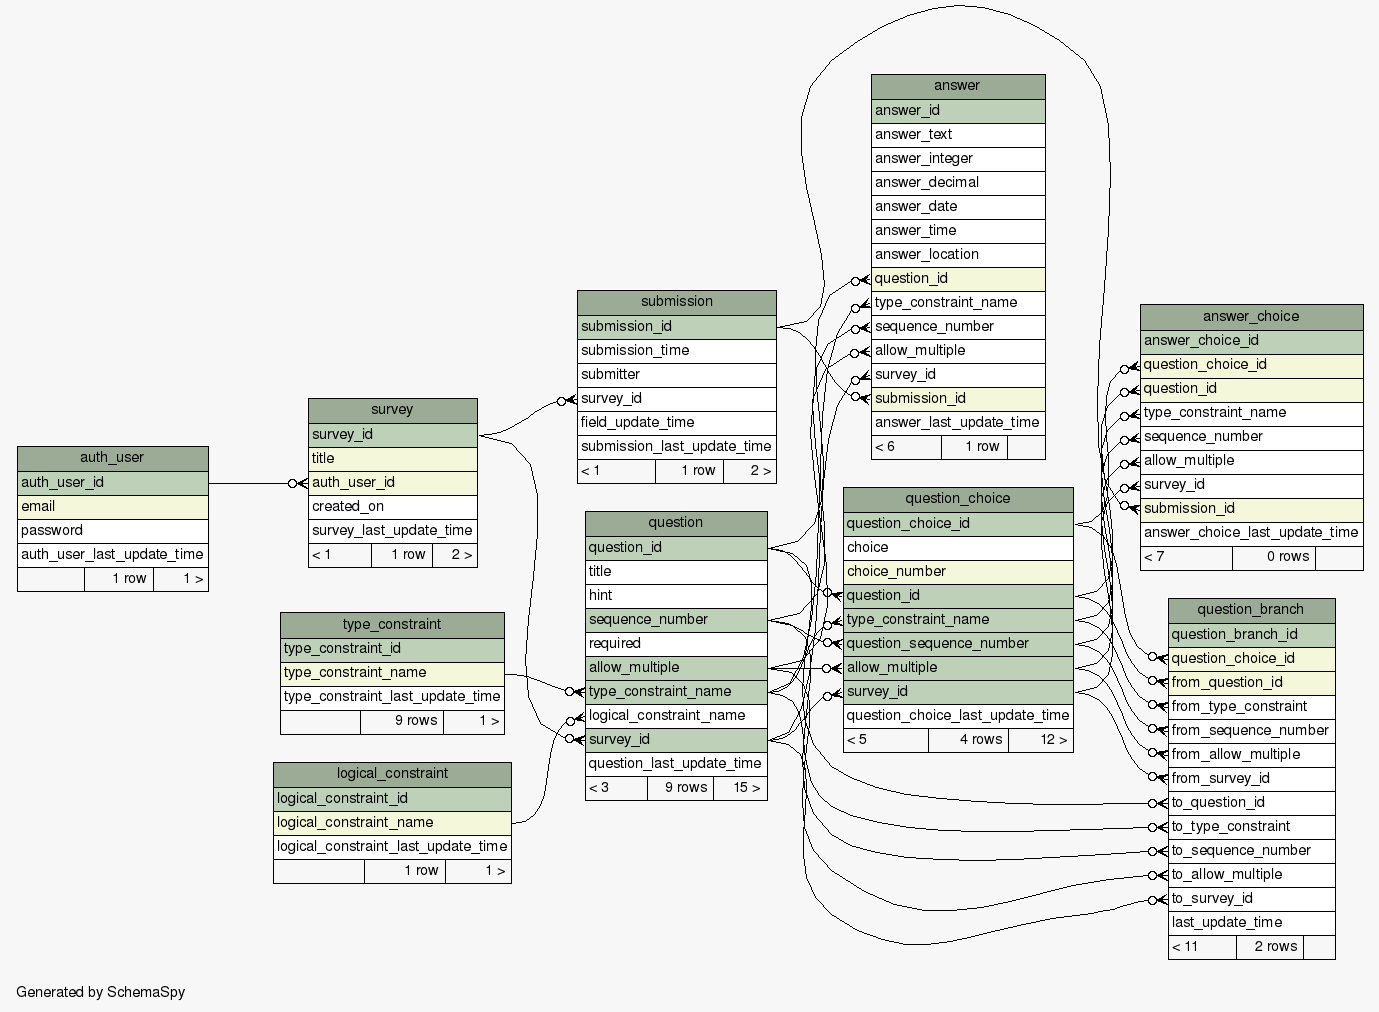 auth_user
auth_user_id
email
password
auth_user_last_update_time
1 row 1 >
survey
survey_id
title
auth_user_id
created_on
survey_last_update_time
< 1 1 row 2 >
type_constraint
type_constraint_id
type_constraint_name
type_constraint_last_update_time
9 rows 1 >
logical_constraint
logical_constraint_id
logical_constraint_name
logical_constraint_last_update_time
1 row 1 >
submission
submission_id
submission_time
submitter
survey_id
field_update_time
submission_last_update_time
< 1 1 row 2 >
question
question_id
title
hint
sequence_number
required
allow_multiple
type_constraint_name
logical_constraint_name
survey_id
question_last_update_time
< 3 9 rows 15 >
answer
answer_id
answer_text
answer_integer
answer_decimal
answer_date
answer_time
answer_location
question_id
type_constraint_name
sequence_number
allow_multiple
survey_id
submission_id
answer_last_update_time
< 6 1 row
question_choice
question_choice_id
choice
choice_number
question_id
type_constraint_name
question_sequence_number
allow_multiple
survey_id
question_choice_last_update_time
< 5 4 rows 12 >
answer_choice
answer_choice_id
question_choice_id
question_id
type_constraint_name
sequence_number
allow_multiple
survey_id
submission_id
answer_choice_last_update_time
< 7 0 rows
question_branch
question_branch_id
question_choice_id
from_question_id
from_type_constraint
from_sequence_number
from_allow_multiple
from_survey_id
to_question_id
to_type_constraint
to_sequence_number
to_allow_multiple
to_survey_id
last_update_time
< 11 2 rows
Generated by SchemaSpy